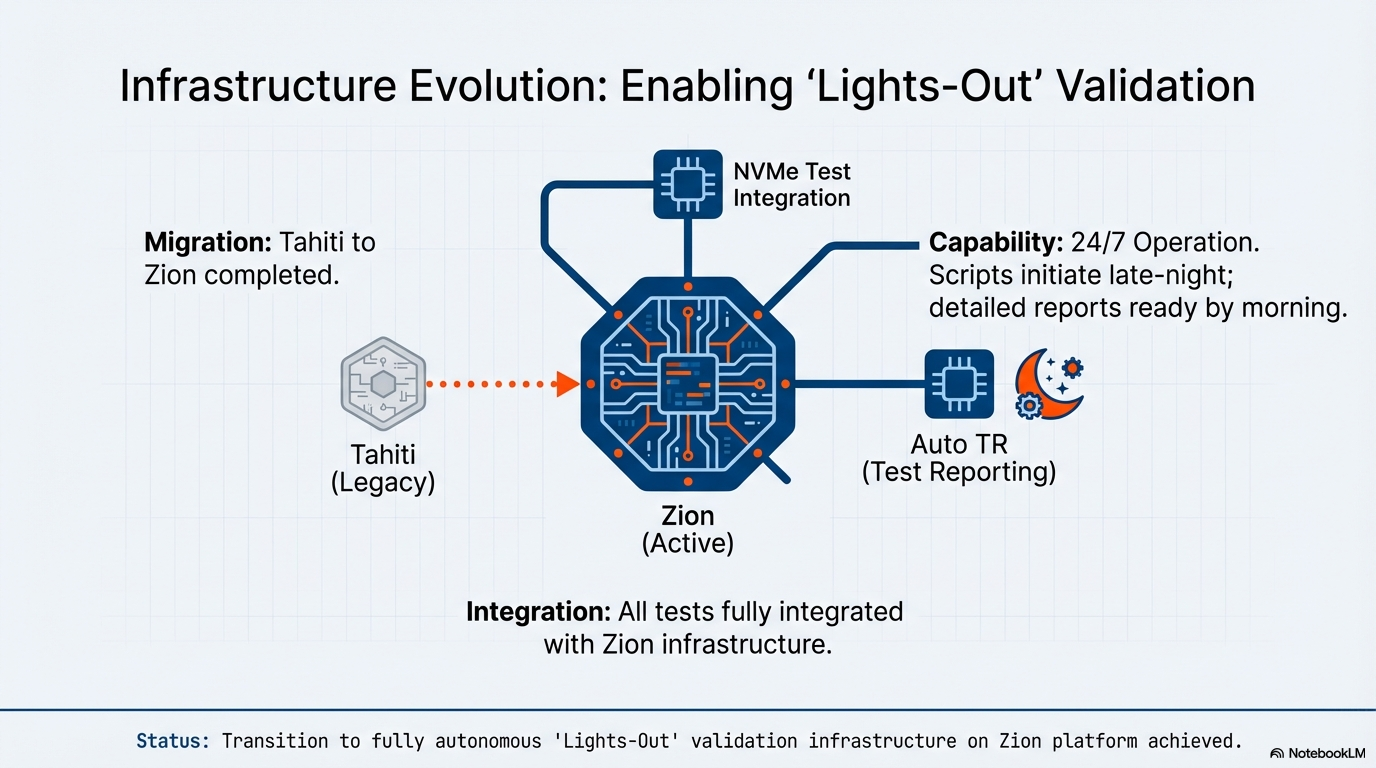 Infrastructure Evolution: Enabling ‘Lights-Out’ Validation
NVMe Test
Integration
Migration: Tahiti to
Zion completed.
Capability: 24/7 Operation.
Scripts initiate late-night;
detailed reports ready by morning.
Tahiti
(Legacy)
Auto TR
(Test Reporting)
Zion
(Active)
Integration: All tests fully integrated
with Zion infrastructure.
Status: Transition to fully autonomous 'Lights-Out' validation infrastructure on Zion platform achieved.
NotebookLM